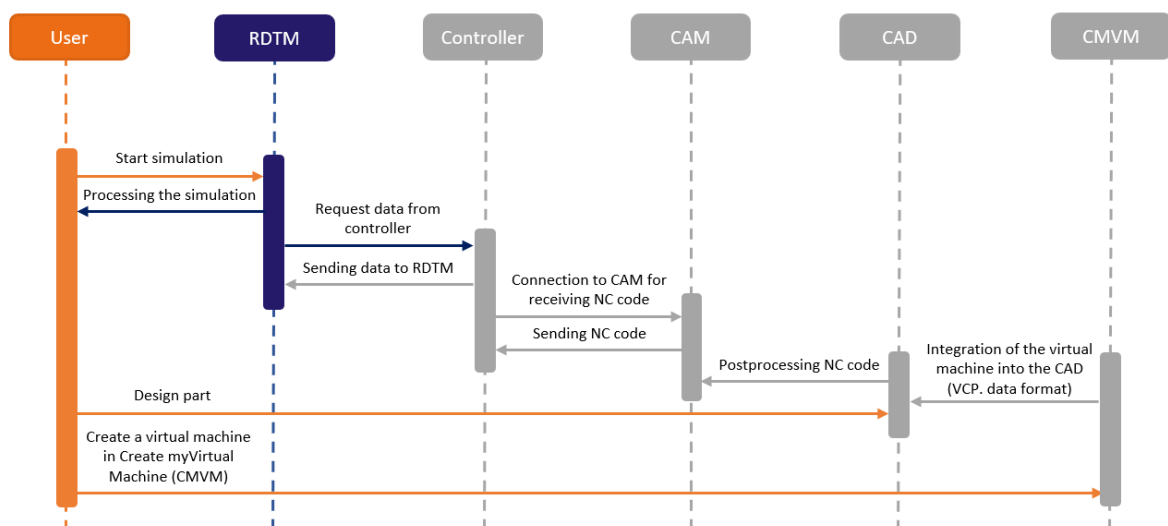 User
RDTM
Controller
CAM
CAD
CMVM
Start simulation
Processing the simulation
Request data from
controller
Sending data to RDTM
Connection to CAM for
receiving NC code
Sending NC code
Postprocessing NC code
Integration of the virtual
machine into the CAD
(VCP. data format)
Design part
Create a virtual machine
in Create myVirtual
Machine (CMVM)